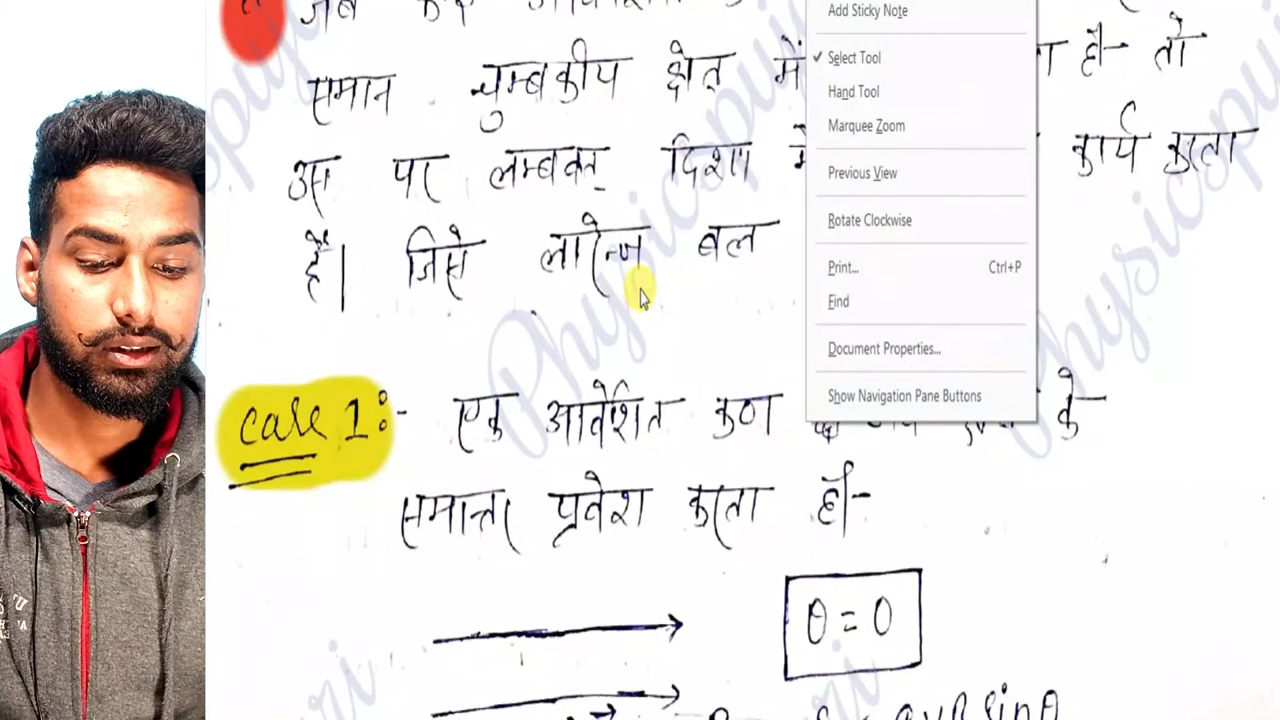 जब
समान चुम्बकीय क्षेत्र में है- तो
उस पर लम्बवत् दिशा में कार्य करता
है। जिसे लारेन्ज बल
Case 1:- एक आवेशित कण के-
समान्तर प्रवेश करता हो-
θ = 0
sinθ
Add Sticky Note
Select Tool
Hand Tool
Marquee Zoom
Previous View
Rotate Clockwise
Print... Ctrl+P
Find
Document Properties...
Show Navigation Pane Buttons